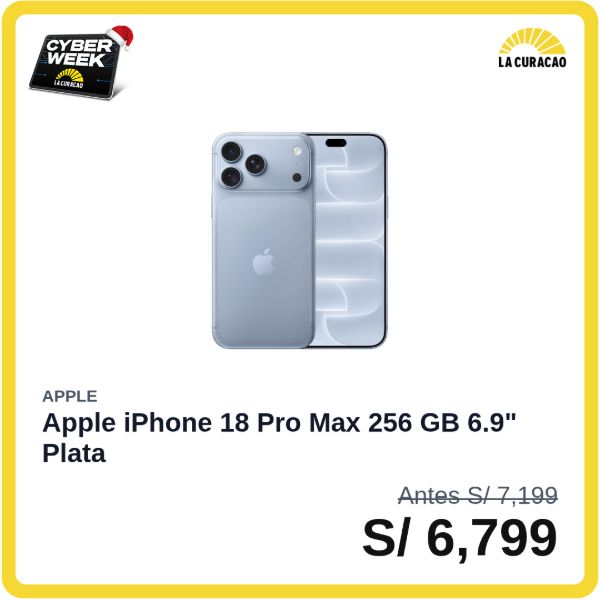 CYBER
WEEK
LA CURACAO
LA CURACAO
APPLE
Apple iPhone 18 Pro Max 256 GB 6.9"
Plata
Antes S/ 7,199
S/ 6,799